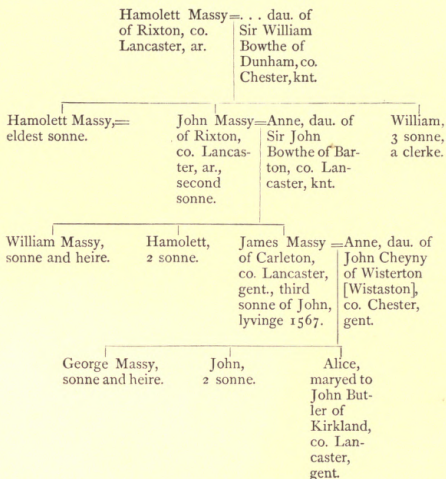 Hamolett Massy=. . . dau. of
of Rixton, co.
Lancaster, ar.
Sir William
Bowthe of
Dunham, co.
Chester, knt.
Hamolett Massy,=
eldest sonne.
John Massy=Anne, dau. of
of Rixton,
co. Lancas-
ter, ar.,
second
sonne.
Sir John
Bowthe of Bar-
ton, co. Lan-
caster, knt.
William,
3 sonne,
a clerke.
William Massy,
sonne and heire.
Hamolett,
2 sonne.
James Massy =Anne, dau. of
of Carleton,
co. Lancaster,
gent., third
sonne of John,
lyvinge 1567.
John Cheyny
of Wisterton
[Wistaston],
co. Chester,
gent.
George Massy,
sonne and heire.
John,
2 sonne.
Alice,
maryed to
John But-
ler of
Kirkland,
co. Lan-
caster,
gent.